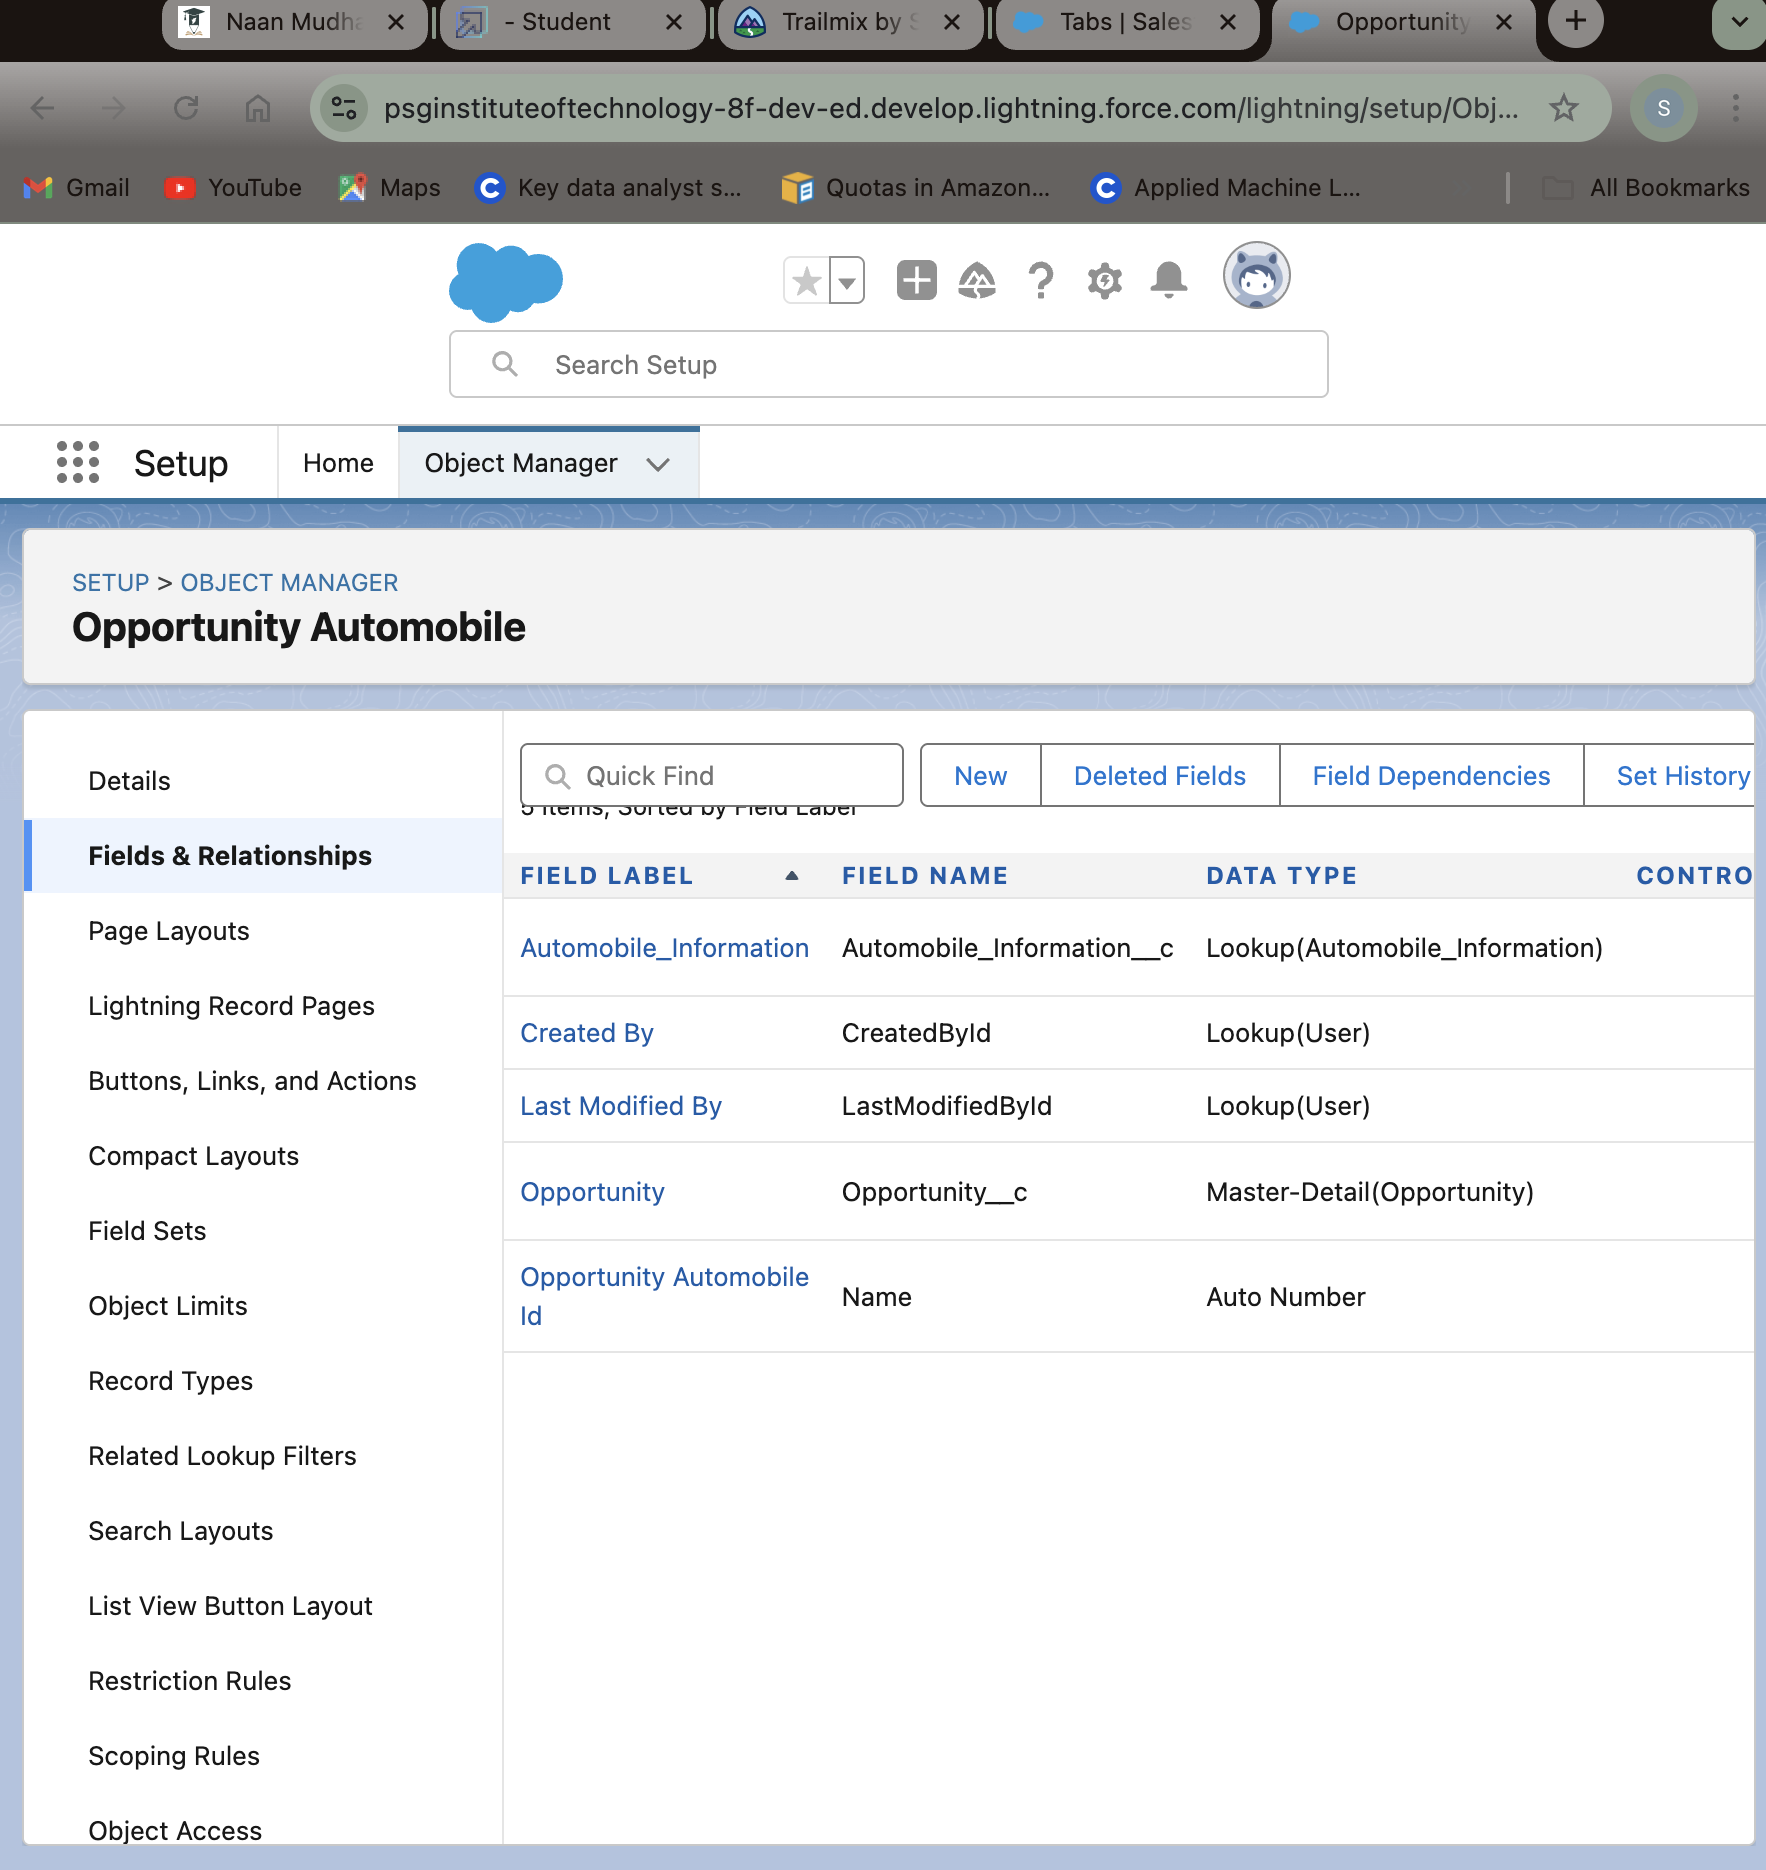 Naan Mudha
- Student
Trailmix by S
Tabs | Sales
Opportunity
psginstituteoftechnology-8f-dev-ed.develop.lightning.force.com/lightning/setup/Obj...
S
Gmail
YouTube
Maps
Key data analyst s...
Quotas in Amazon...
Applied Machine L...
All Bookmarks
Search Setup
Setup
Home
Object Manager
SETUP > OBJECT MANAGER
Opportunity Automobile
Details
Fields & Relationships
Page Layouts
Lightning Record Pages
Buttons, Links, and Actions
Compact Layouts
Field Sets
Object Limits
Record Types
Related Lookup Filters
Search Layouts
List View Button Layout
Restriction Rules
Scoping Rules
Object Access
Quick Find
New
Deleted Fields
Field Dependencies
Set History
5 Items, Sorted by Field Label
FIELD LABEL FIELD NAME DATA TYPE CONTRO
Automobile_Information Automobile_Information__c Lookup(Automobile_Information)
Created By CreatedById Lookup(User)
Last Modified By LastModifiedById Lookup(User)
Opportunity Opportunity__c Master-Detail(Opportunity)
Opportunity Automobile
Id
Name Auto Number